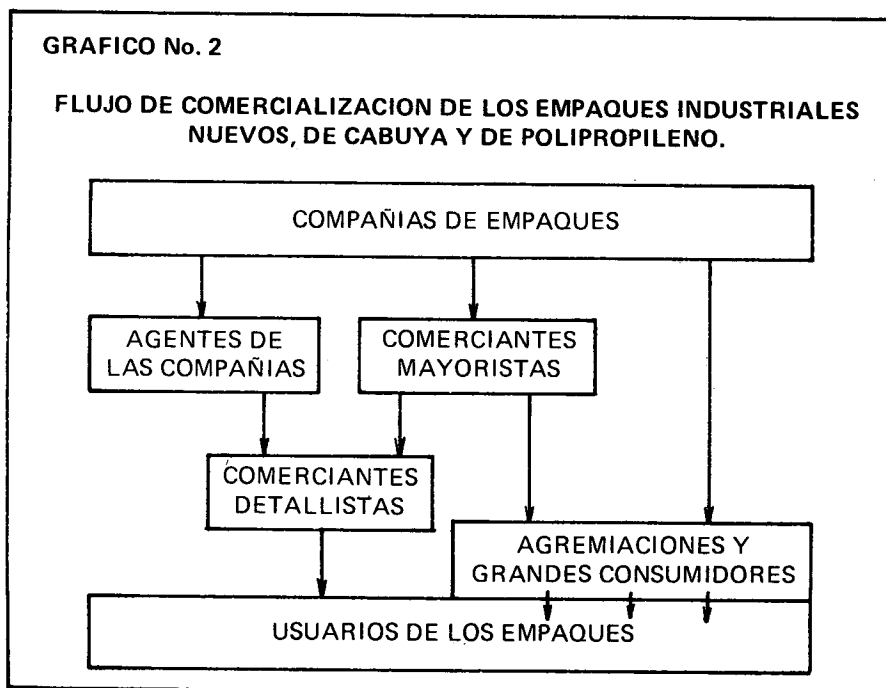 GRAFICO No. 2
FLUJO DE COMERCIALIZACION DE LOS EMPAQUES INDUSTRIALES
NUEVOS, DE CABUYA Y DE POLIPROPILENO.
COMPAÑIAS DE EMPAQUES
AGENTES DE
LAS COMPAÑIAS
COMERCIANTES
MAYORISTAS
COMERCIANTES
DETALLISTAS
AGREMIACIONES Y
GRANDES CONSUMIDORES
USUARIOS DE LOS EMPAQUES